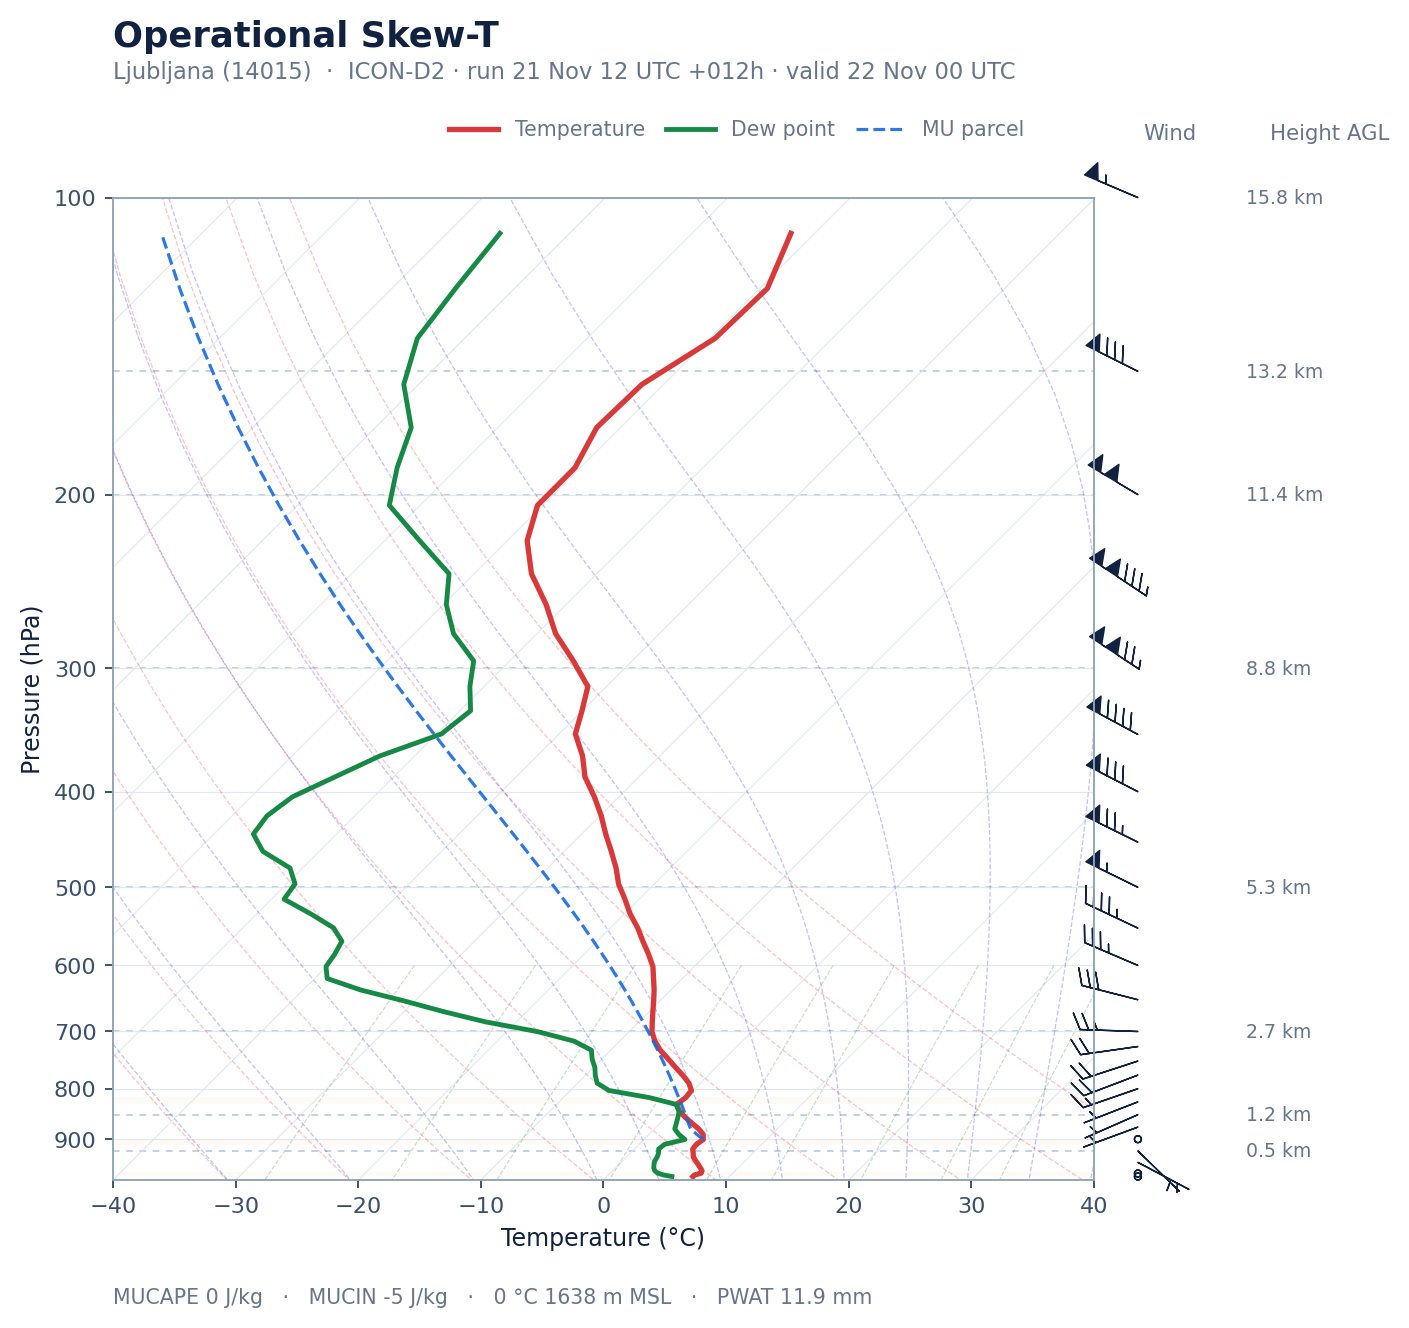 Operational Skew-T
Ljubljana (14015)  ·  ICON-D2 · run 21 Nov 12 UTC +012h · valid 22 Nov 00 UTC
Temperature  Dew point  MU parcel  Wind  Height AGL
100  15.8 km
13.2 km
200  11.4 km
300  8.8 km
400
500  5.3 km
600
700  2.7 km
800
1.2 km
900
0.5 km
Pressure (hPa)
−40  −30  −20  −10  0  10  20  30  40
Temperature (°C)
MUCAPE 0 J/kg  ·  MUCIN -5 J/kg  ·  0 °C 1638 m MSL  ·  PWAT 11.9 mm